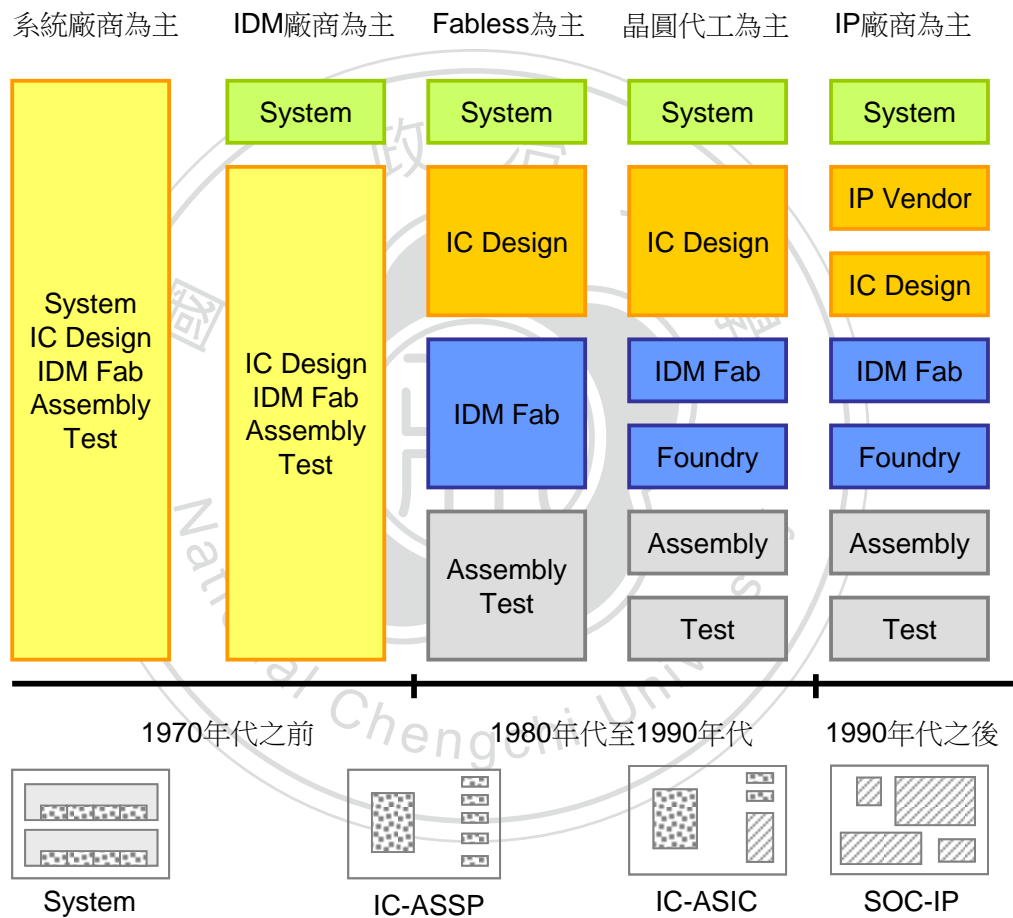 系統廠商為主
IDM廠商為主
Fabless為主
晶圓代工為主
IP廠商為主
System
IC Design
IDM Fab
Assembly
Test
System
IC Design
IDM Fab
Assembly
Test
System
IC Design
IDM Fab
Assembly
Test
System
IC Design
IDM Fab
Foundry
Assembly
Test
System
IP Vendor
IC Design
IDM Fab
Foundry
Assembly
Test
1970年代之前
1980年代至1990年代
1990年代之後
System
IC-ASSP
IC-ASIC
SOC-IP
國
政
Chengchi